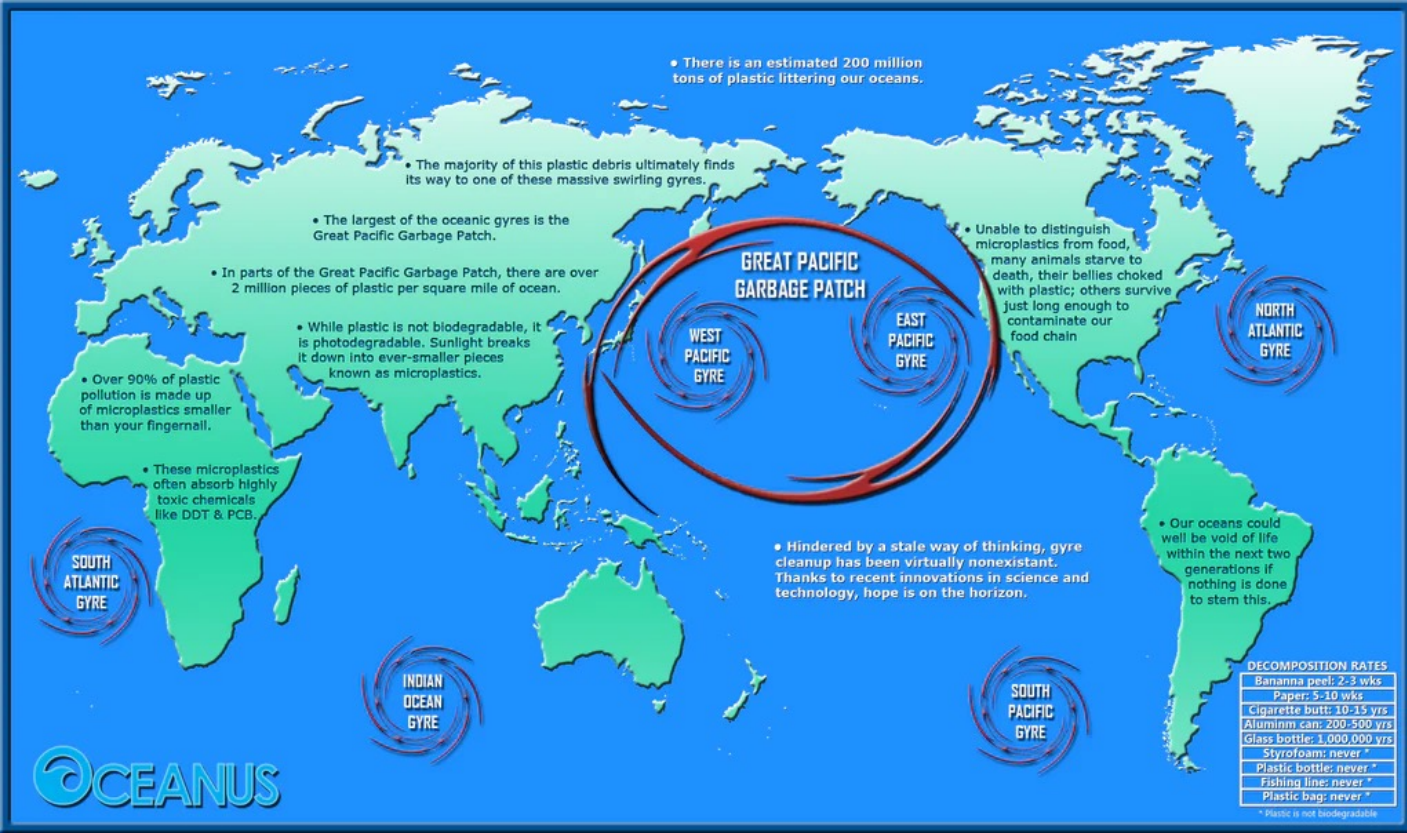 • There is an estimated 200 million
tons of plastic littering our oceans.
• The majority of this plastic debris ultimately finds
its way to one of these massive swirling gyres.
• The largest of the oceanic gyres is the
Great Pacific Garbage Patch.
• In parts of the Great Pacific Garbage Patch, there are over
2 million pieces of plastic per square mile of ocean.
• While plastic is not biodegradable, it
is photodegradable. Sunlight breaks
it down into ever-smaller pieces
known as microplastics.
• Over 90% of plastic
pollution is made up
of microplastics smaller
than your fingernail.
• These microplastics
often absorb highly
toxic chemicals
like DDT & PCB.
GREAT PACIFIC
GARBAGE PATCH
WEST
PACIFIC
GYRE
EAST
PACIFIC
GYRE
• Unable to distinguish
microplastics from food,
many animals starve to
death, their bellies choked
with plastic; others survive
just long enough to
contaminate our
food chain
NORTH
ATLANTIC
GYRE
SOUTH
ATLANTIC
GYRE
INDIAN
OCEAN
GYRE
• Hindered by a stale way of thinking, gyre
cleanup has been virtually nonexistant.
Thanks to recent innovations in science and
technology, hope is on the horizon.
SOUTH
PACIFIC
GYRE
• Our oceans could
well be void of life
within the next two
generations if
nothing is done
to stem this.
DECOMPOSITION RATES
Bananna peel: 2-3 wks
Paper: 5-10 wks
Cigarette butt: 10-15 yrs
Aluminm can: 200-500 yrs
Glass bottle: 1,000,000 yrs
Styrofoam: never *
Plastic bottle: never *
Fishing line: never *
Plastic bag: never *
* Plastic is not biodegradable
OCEANUS